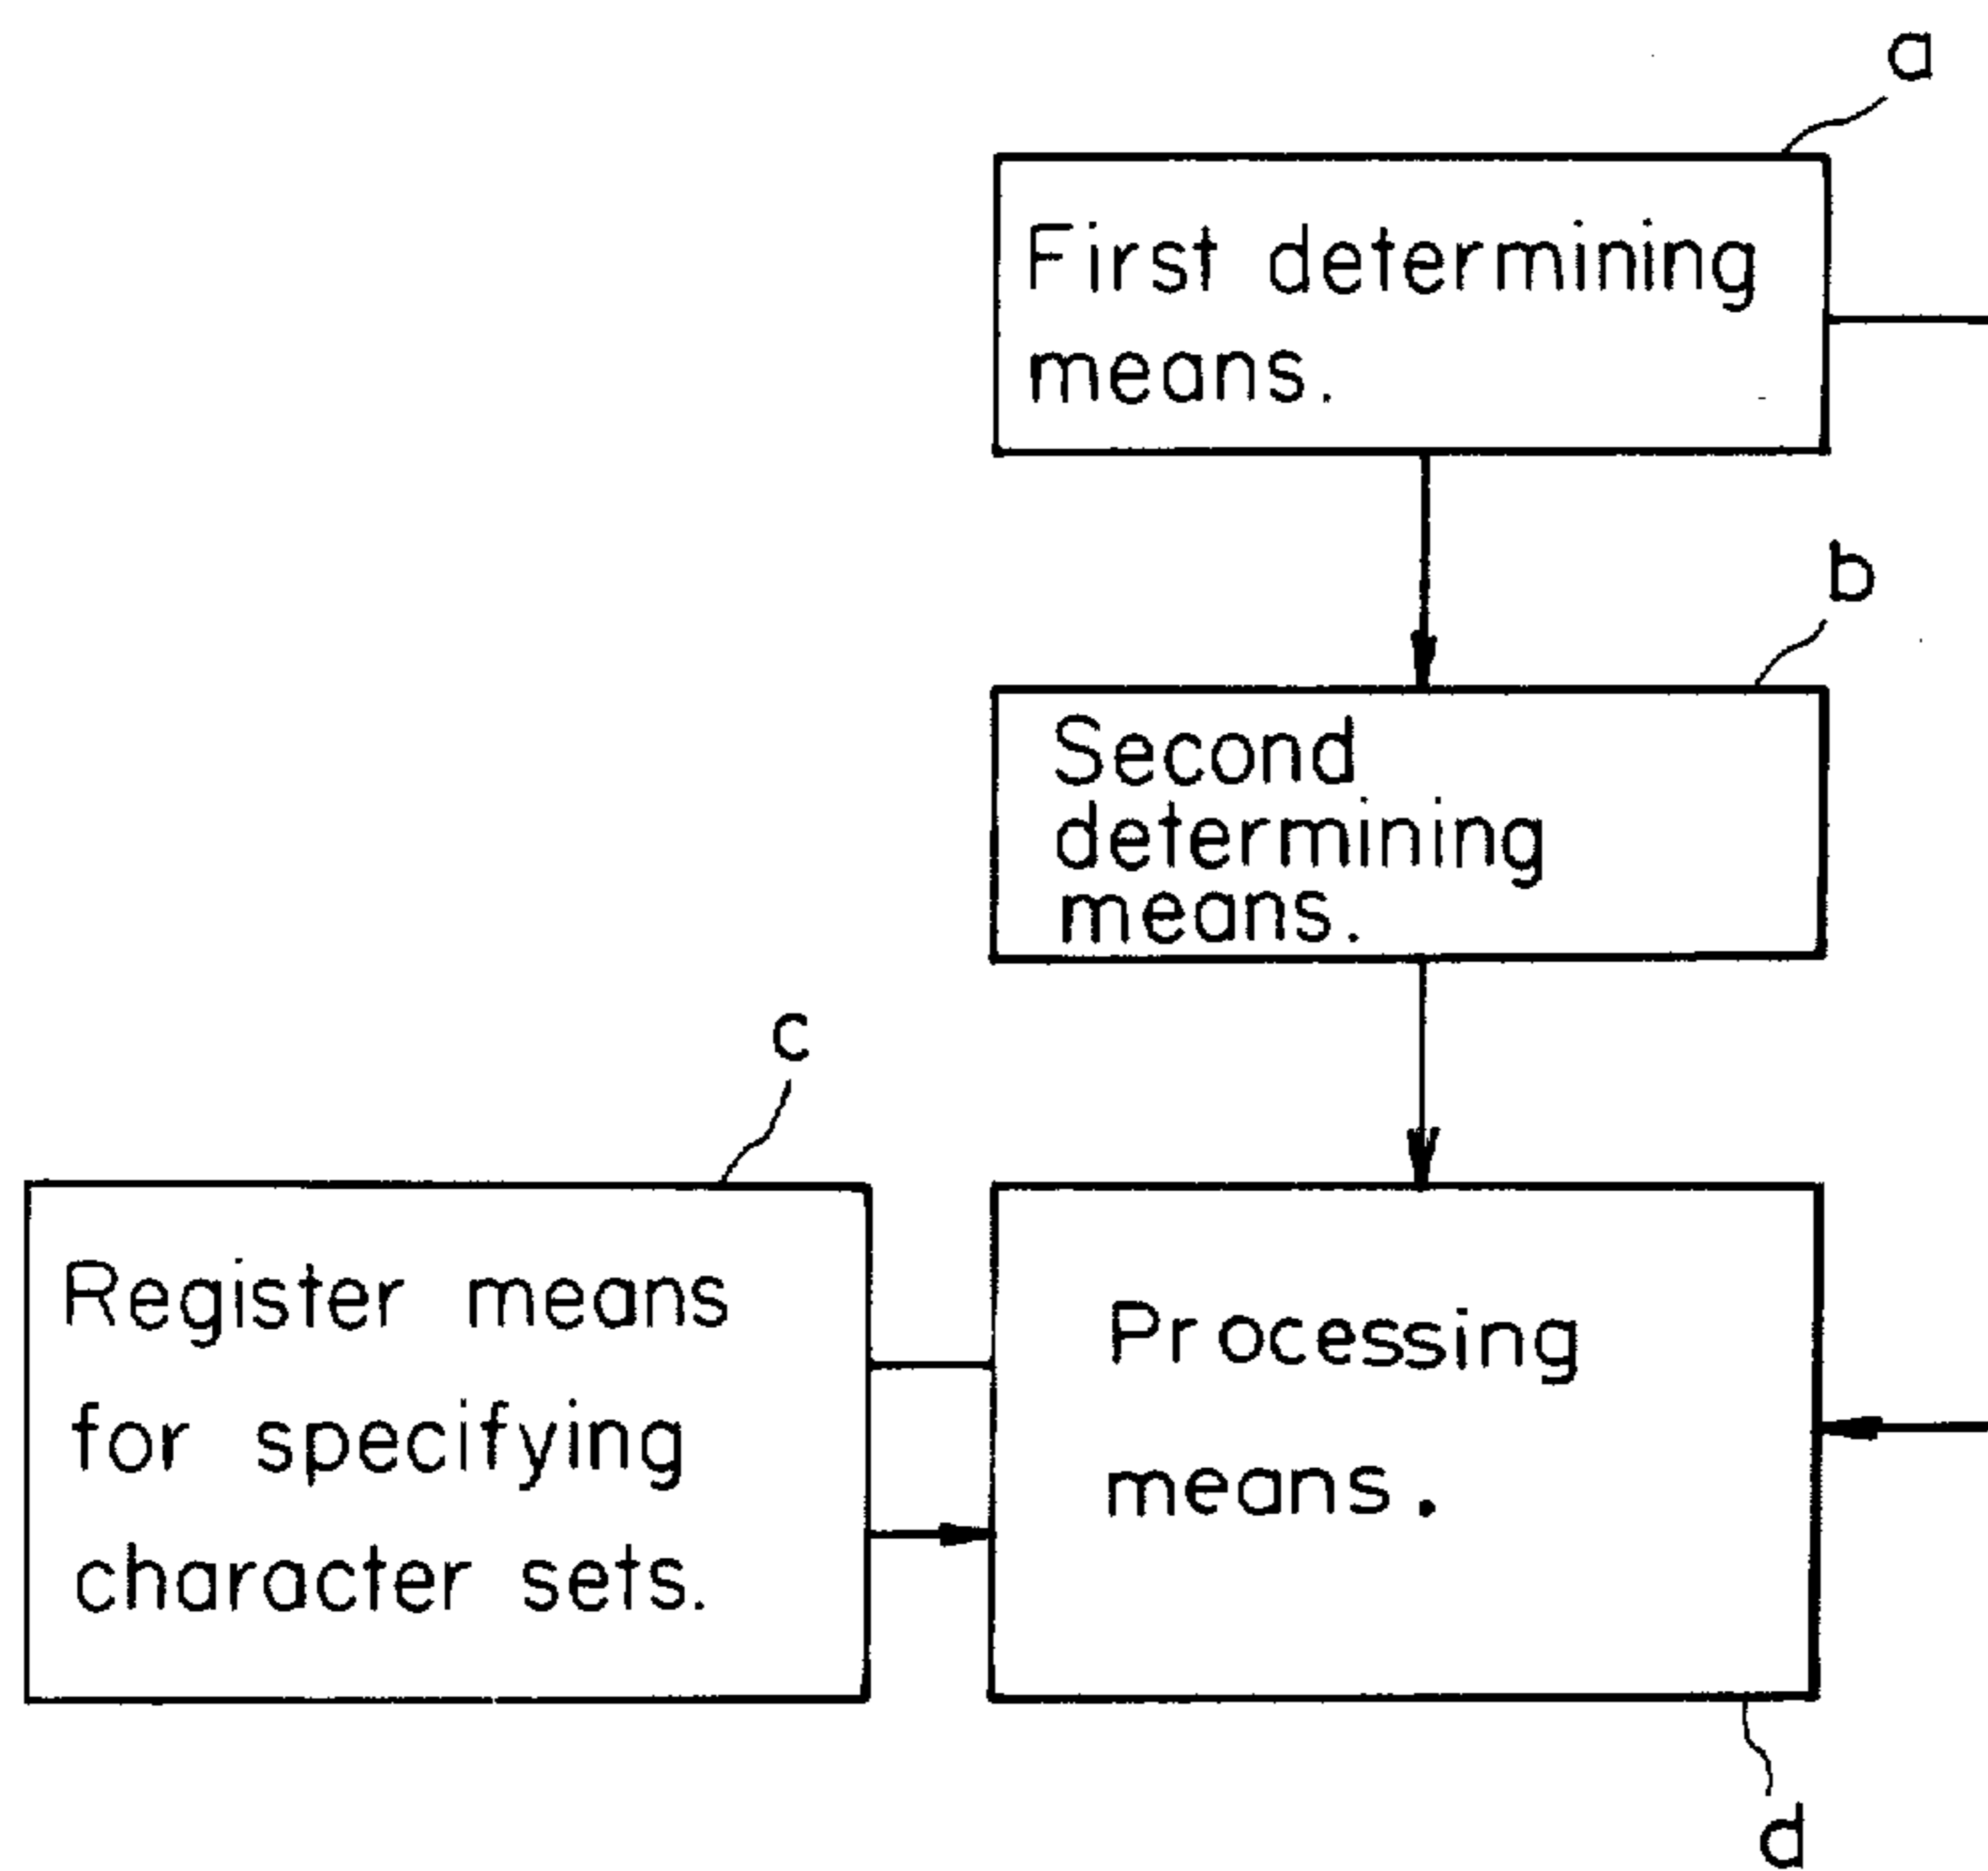 a
First determining
means.
b
Second
determining
means.
c
Register means
for specifying
character sets.
Processing
means.
d